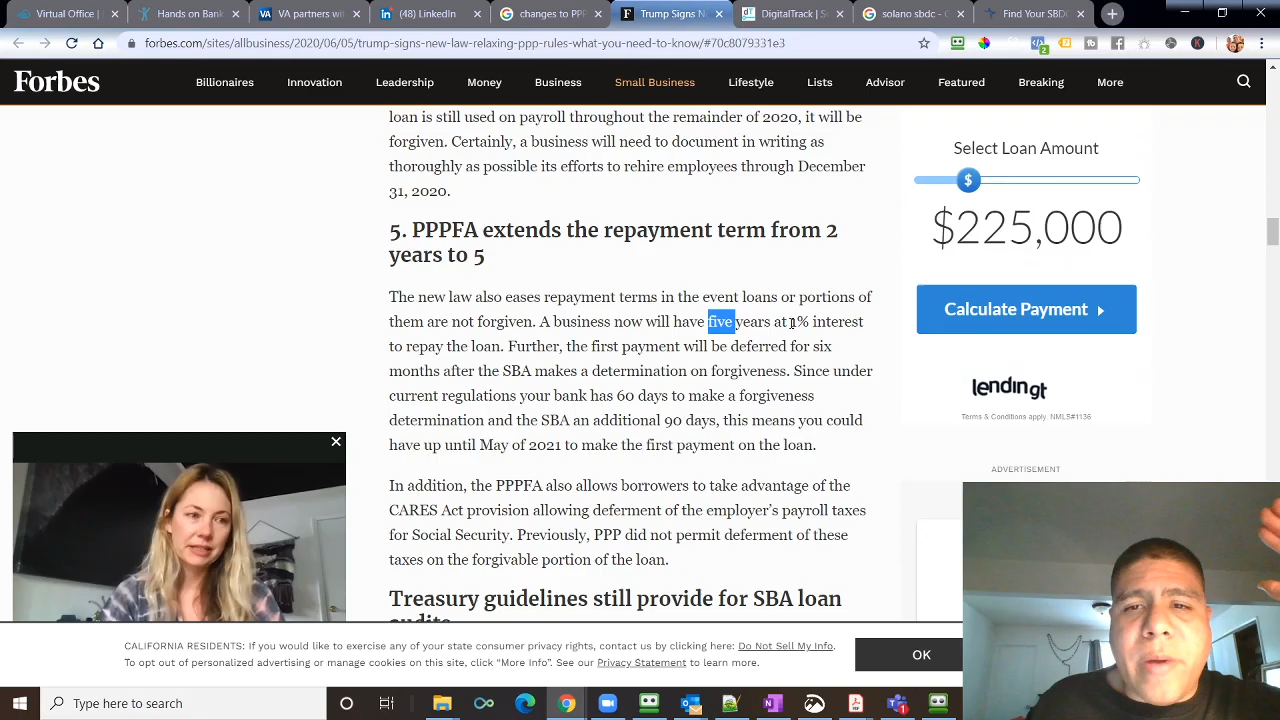 Virtual Office |
Hands on Bank
VA partners wit
(48) LinkedIn
changes to PPP
Trump Signs N
DigitalTrack | S
solano sbdc - G
Find Your SBD
forbes.com/sites/allbusiness/2020/06/05/trump-signs-new-law-relaxing-ppp-rules-what-you-need-to-know/#70c8079331e3
Forbes
Billionaires
Innovation
Leadership
Money
Business
Small Business
Lifestyle
Lists
Advisor
Featured
Breaking
More
loan is still used on payroll throughout the remainder of 2020, it will be
forgiven. Certainly, a business will need to document in writing as
thoroughly as possible its efforts to rehire employees through December
31, 2020.
5. PPPFA extends the repayment term from 2
years to 5
The new law also eases repayment terms in the event loans or portions of
them are not forgiven. A business now will have five years at 1% interest
to repay the loan. Further, the first payment will be deferred for six
months after the SBA makes a determination on forgiveness. Since under
current regulations your bank has 60 days to make a forgiveness
determination and the SBA an additional 90 days, this means you could
have up until May of 2021 to make the first payment on the loan.
In addition, the PPPFA also allows borrowers to take advantage of the
CARES Act provision allowing deferment of the employer's payroll taxes
for Social Security. Previously, PPP did not permit deferment of these
taxes on the forgivable portion of the loan.
Treasury guidelines still provide for SBA loan
audits
Select Loan Amount
$
$225,000
Calculate Payment
lendingt
Terms & Conditions apply NMLS#1136
ADVERTISEMENT
CALIFORNIA RESIDENTS: If you would like to exercise any of your state consumer privacy rights, contact us by clicking here: Do Not Sell My Info.
To opt out of personalized advertising or manage cookies on this site, click "More Info". See our Privacy Statement to learn more.
OK
Type here to search